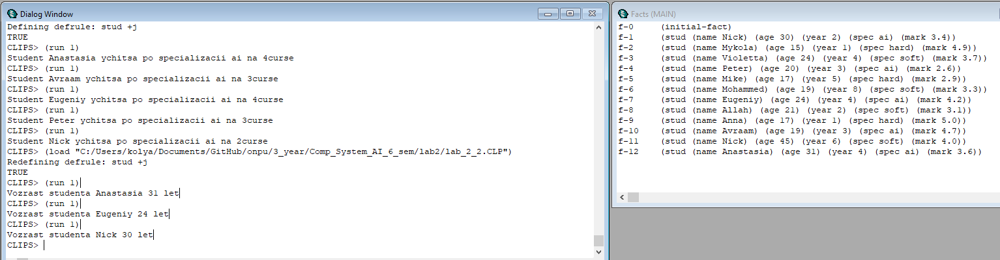 Dialog Window
Defining defrule: stud +j
TRUE
CLIPS> (run 1)
Student Anastasia ychitsa po specializacii ai na 4curse
CLIPS> (run 1)
Student Avraam ychitsa po specializacii ai na 3curse
CLIPS> (run 1)
Student Eugeniy ychitsa po specializacii ai na 4curse
CLIPS> (run 1)
Student Peter ychitsa po specializacii ai na 3curse
CLIPS> (run 1)
Student Nick ychitsa po specializacii ai na 2curse
CLIPS> (load "C:/Users/kolya/Documents/GitHub/onpu/3_year/Comp_System_AI_6_sem/lab2/lab_2_2.CLP")
Redefining defrule: stud +j
TRUE
CLIPS> (run 1)
Vozrast studenta Anastasia 31 let
CLIPS> (run 1)
Vozrast studenta Eugeniy 24 let
CLIPS> (run 1)
Vozrast studenta Nick 30 let
CLIPS>
Facts (MAIN)
f-0 (initial-fact)
f-1 (stud (name Nick) (age 30) (year 2) (spec ai) (mark 3.4))
f-2 (stud (name Mykola) (age 15) (year 1) (spec hard) (mark 4.9))
f-3 (stud (name Violetta) (age 24) (year 4) (spec soft) (mark 3.7))
f-4 (stud (name Peter) (age 20) (year 3) (spec ai) (mark 2.6))
f-5 (stud (name Mike) (age 17) (year 5) (spec hard) (mark 2.9))
f-6 (stud (name Mohammed) (age 19) (year 8) (spec soft) (mark 3.3))
f-7 (stud (name Eugeniy) (age 24) (year 4) (spec ai) (mark 4.2))
f-8 (stud (name Allah) (age 21) (year 2) (spec soft) (mark 3.1))
f-9 (stud (name Anna) (age 17) (year 1) (spec hard) (mark 5.0))
f-10 (stud (name Avraam) (age 19) (year 3) (spec ai) (mark 4.7))
f-11 (stud (name Nick) (age 45) (year 6) (spec soft) (mark 4.0))
f-12 (stud (name Anastasia) (age 31) (year 4) (spec ai) (mark 3.6))